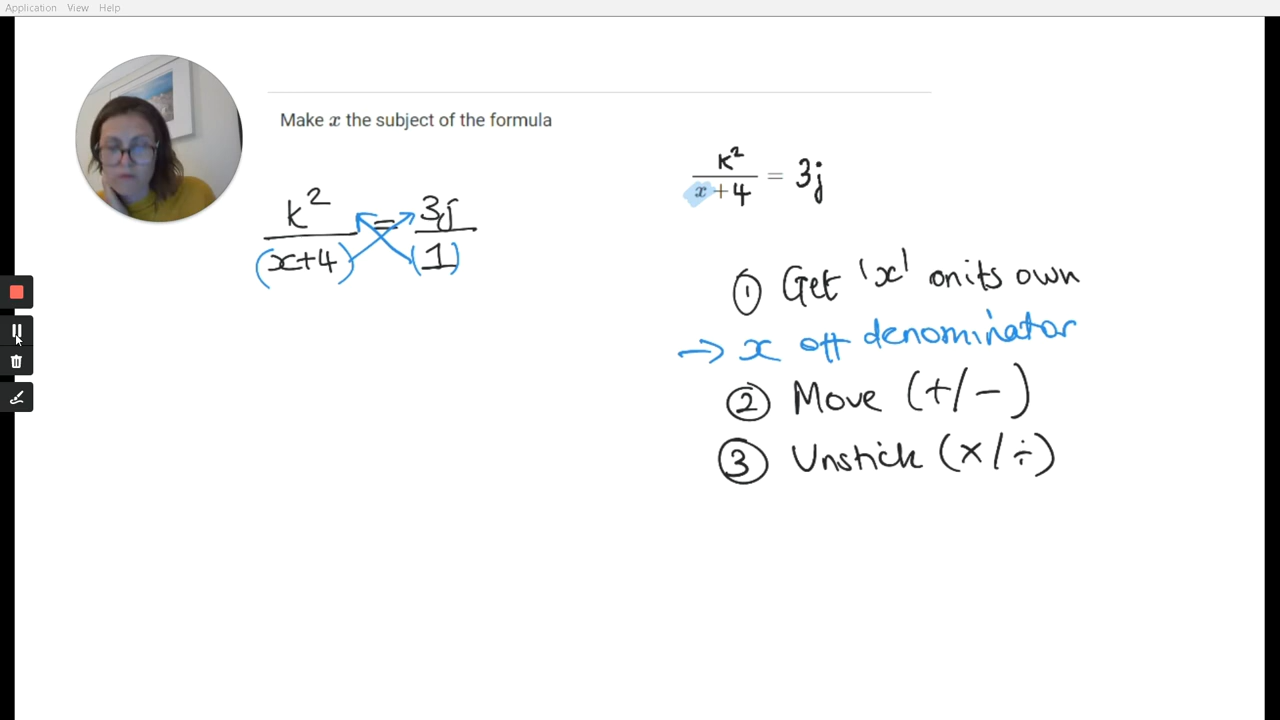 Application View Help
Make x the subject of the formula
k²/(x+4) = 3j
k²/(x+4) = 3j/(1)
① Get 'x' on its own
→ x off denominator
② Move (+/−)
③ Unstick (×/÷)